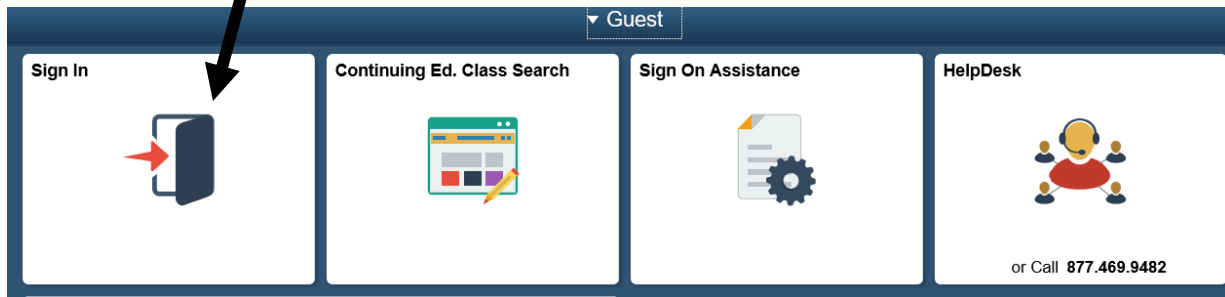 Guest
Sign In
Continuing Ed. Class Search
Sign On Assistance
HelpDesk
or Call 877.469.9482